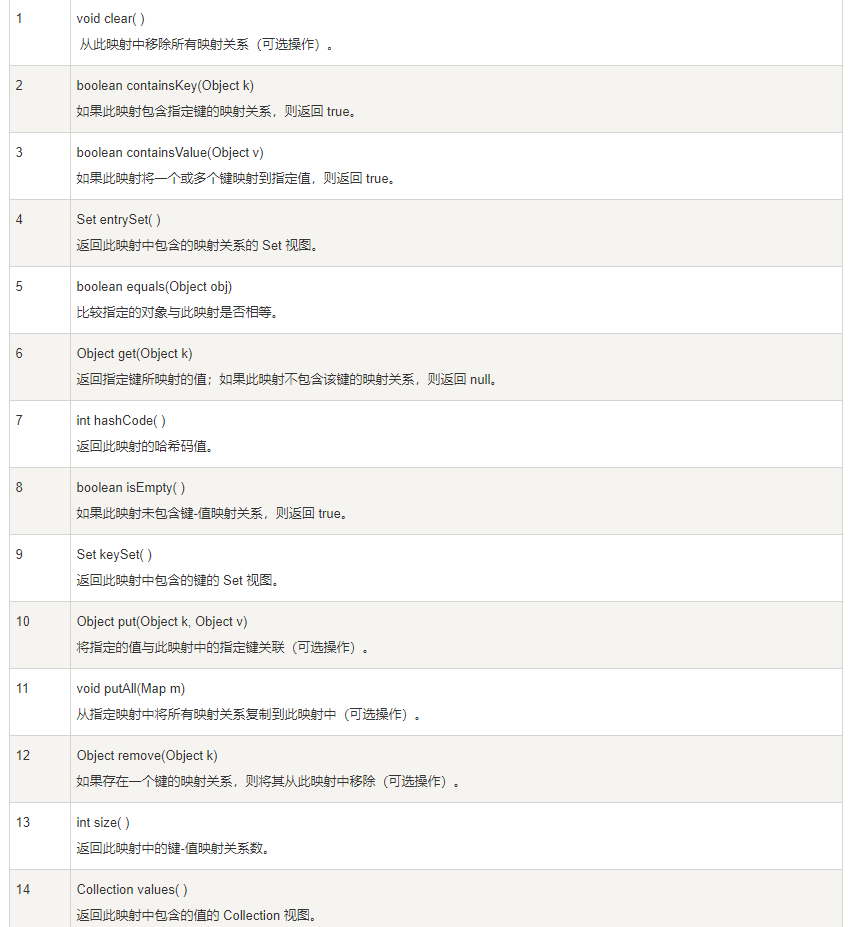 1 void clear( )
从此映射中移除所有映射关系（可选操作）。
2 boolean containsKey(Object k)
如果此映射包含指定键的映射关系，则返回 true。
3 boolean containsValue(Object v)
如果此映射将一个或多个键映射到指定值，则返回 true。
4 Set entrySet( )
返回此映射中包含的映射关系的 Set 视图。
5 boolean equals(Object obj)
比较指定的对象与此映射是否相等。
6 Object get(Object k)
返回指定键所映射的值；如果此映射不包含该键的映射关系，则返回 null。
7 int hashCode( )
返回此映射的哈希码值。
8 boolean isEmpty( )
如果此映射未包含键-值映射关系，则返回 true。
9 Set keySet( )
返回此映射中包含的键的 Set 视图。
10 Object put(Object k, Object v)
将指定的值与此映射中的指定键关联（可选操作）。
11 void putAll(Map m)
从指定映射中将所有映射关系复制到此映射中（可选操作）。
12 Object remove(Object k)
如果存在一个键的映射关系，则将其从此映射中移除（可选操作）。
13 int size( )
返回此映射中的键-值映射关系数。
14 Collection values( )
返回此映射中包含的值的 Collection 视图。